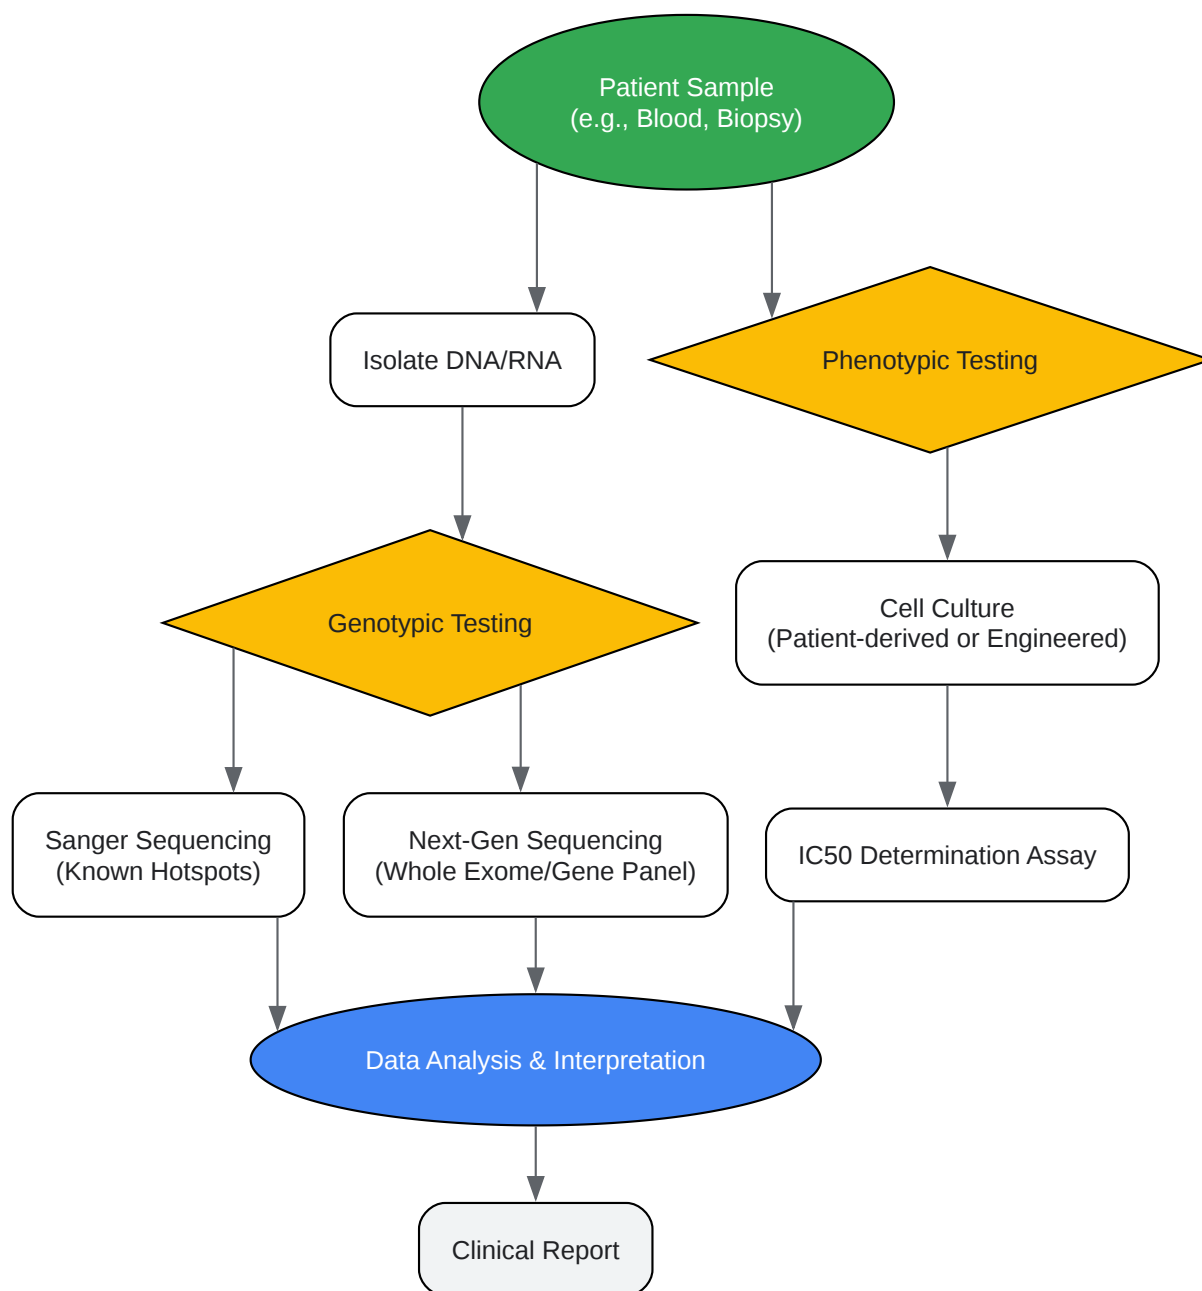 Patient Sample
(e.g., Blood, Biopsy)
Isolate DNA/RNA
Phenotypic Testing
Genotypic Testing
Cell Culture
(Patient-derived or Engineered)
Sanger Sequencing
(Known Hotspots)
Next-Gen Sequencing
(Whole Exome/Gene Panel)
IC50 Determination Assay
Data Analysis & Interpretation
Clinical Report